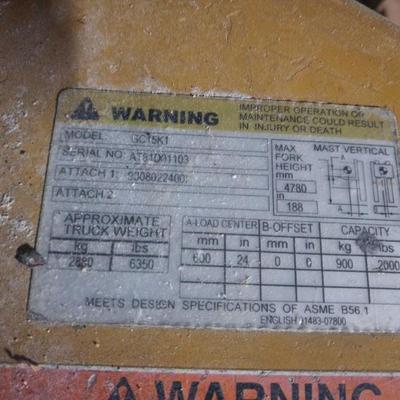 WARNING
IMPROPER OPERATION OR
MAINTENANCE COULD RESULT
IN INJURY OR DEATH
MODEL GC15K1
SERIAL NO AT81D01103
ATTACH 1
ATTACH 2
MAX
FORK
HEIGHT
mm
4780
in
188
MAST VERTICAL
APPROXIMATE
TRUCK WEIGHT
kg lbs
2880 6350
A-LOAD CENTER B-OFFSET CAPACITY
mm in mm in kg lbs
600 24 0 0 900 2000
MEETS DESIGN SPECIFICATIONS OF ASME B56.1
ENGLISH 91483-07800
WARNING